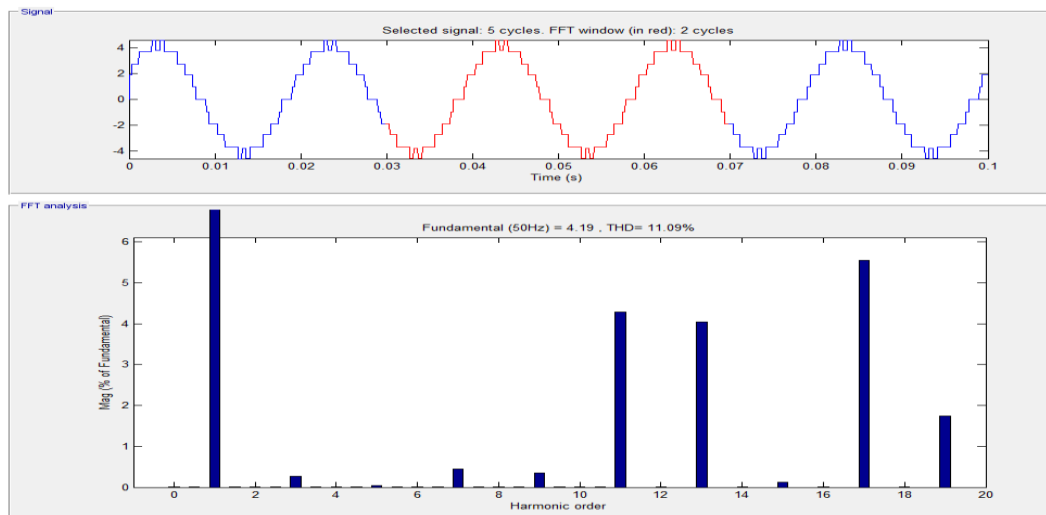 Signal
Selected signal: 5 cycles. FFT window (in red): 2 cycles
4
2
0
-2
-4
0 0.01 0.02 0.03 0.04 0.05 0.06 0.07 0.08 0.09 0.1
Time (s)
FFT analysis
Fundamental (50Hz) = 4.19 , THD= 11.09%
6
5
4
3
2
1
0
Mag (% of Fundamental)
0 2 4 6 8 10 12 14 16 18 20
Harmonic order